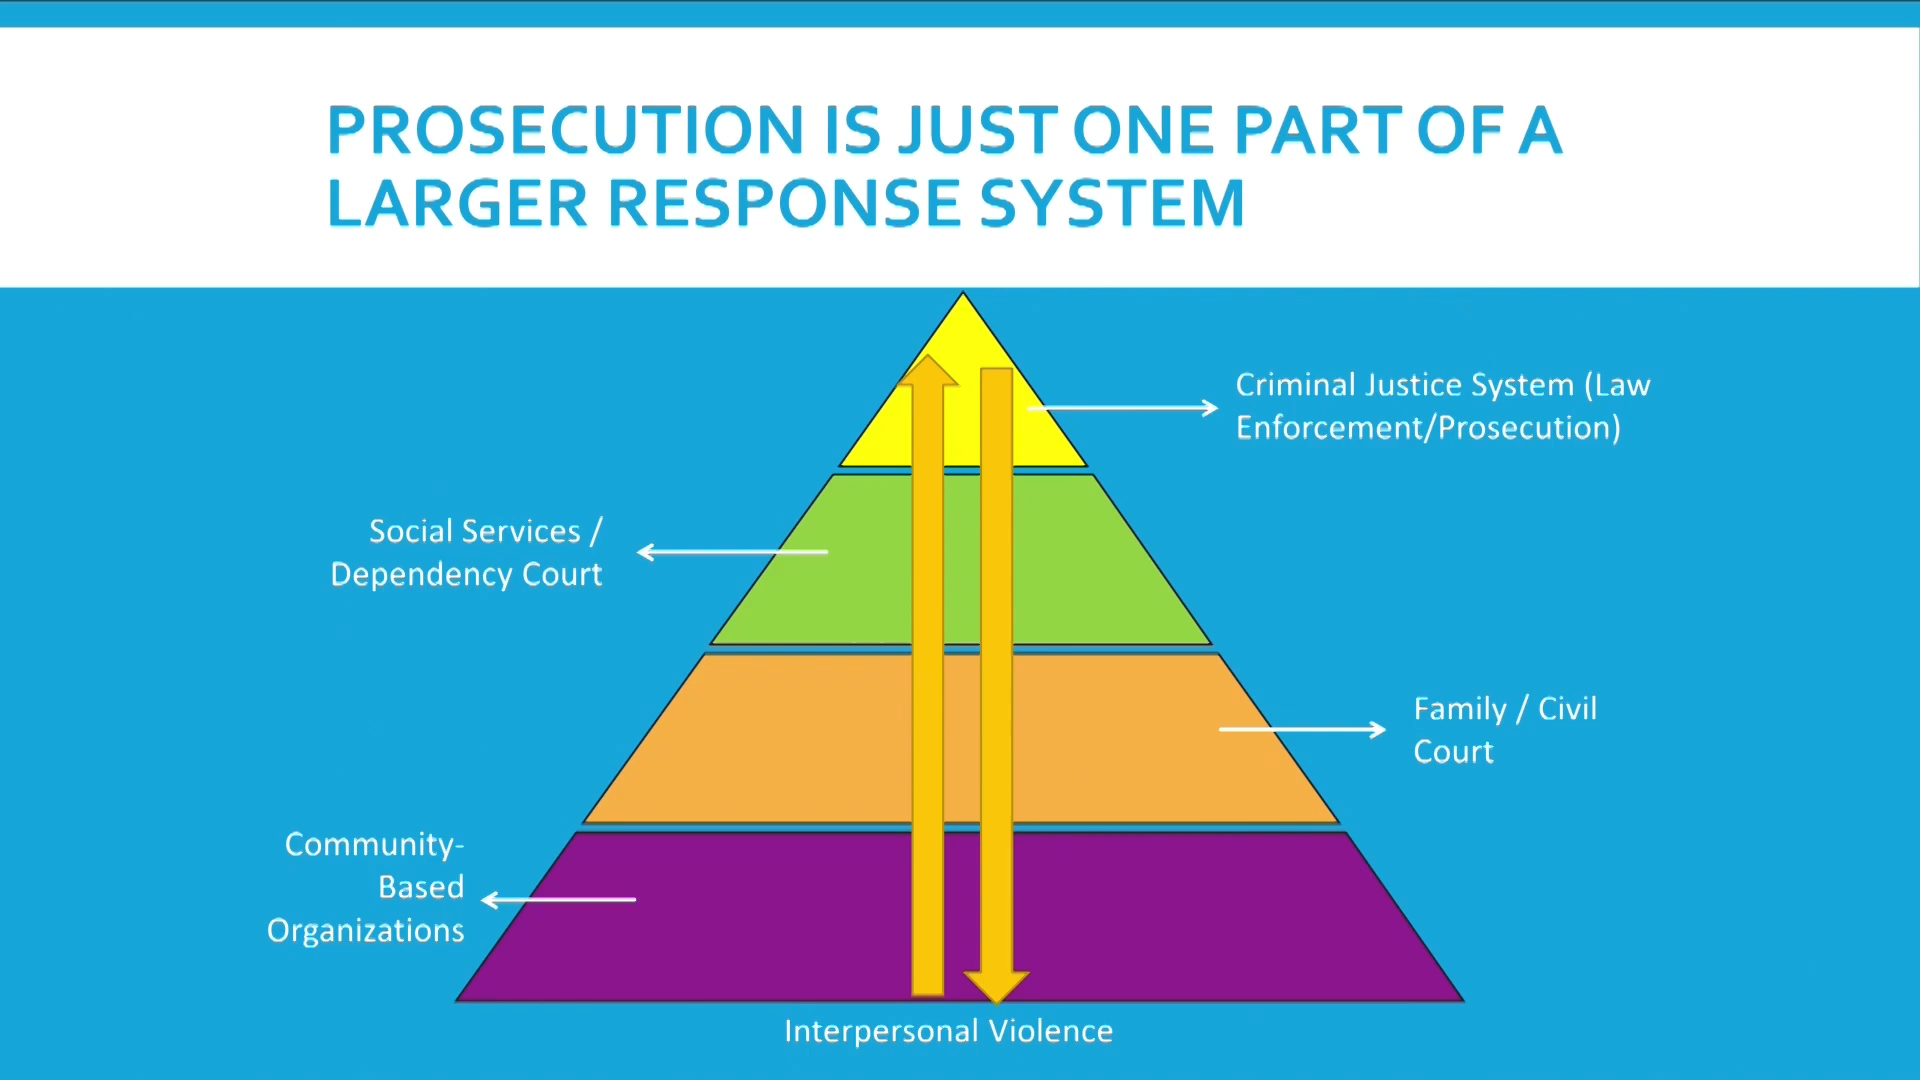 PROSECUTION IS JUST ONE PART OF A
LARGER RESPONSE SYSTEM
Criminal Justice System (Law
Enforcement/Prosecution)
Social Services /
Dependency Court
Family / Civil
Court
Community-
Based
Organizations
Interpersonal Violence